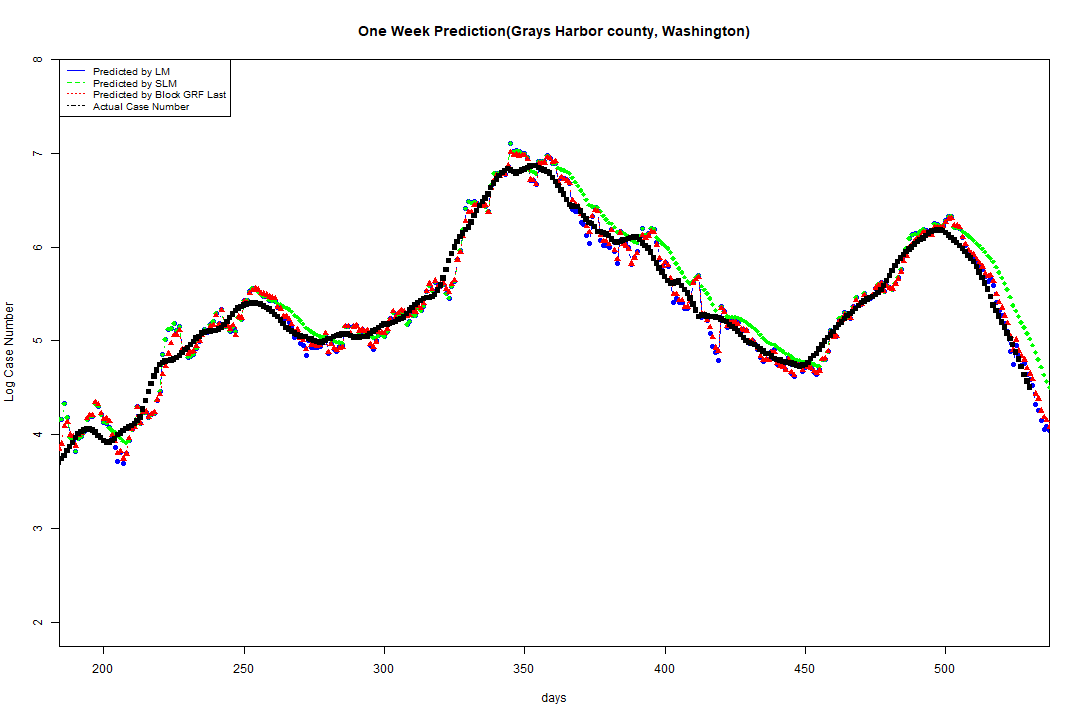 One Week Prediction(Grays Harbor county, Washington)
Predicted by LM
Predicted by SLM
Predicted by Block GRF Last
Actual Case Number
8
7
6
5
4
3
2
Log Case Number
200 250 300 350 400 450 500
days